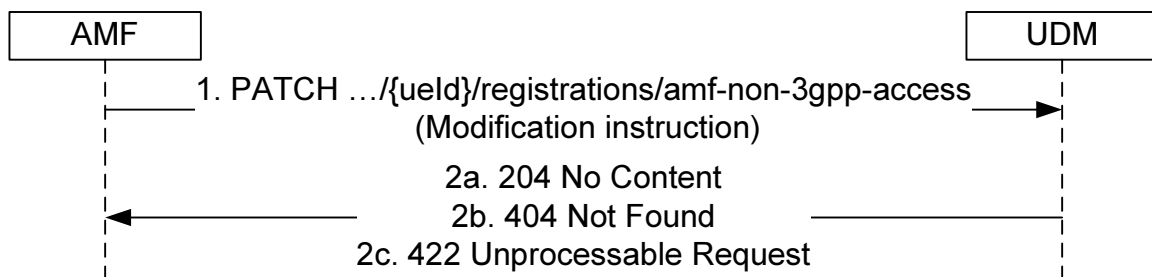 AMF
UDM
1. PATCH …/{ueId}/registrations/amf-non-3gpp-access
(Modification instruction)
2a. 204 No Content
2b. 404 Not Found
2c. 422 Unprocessable Request